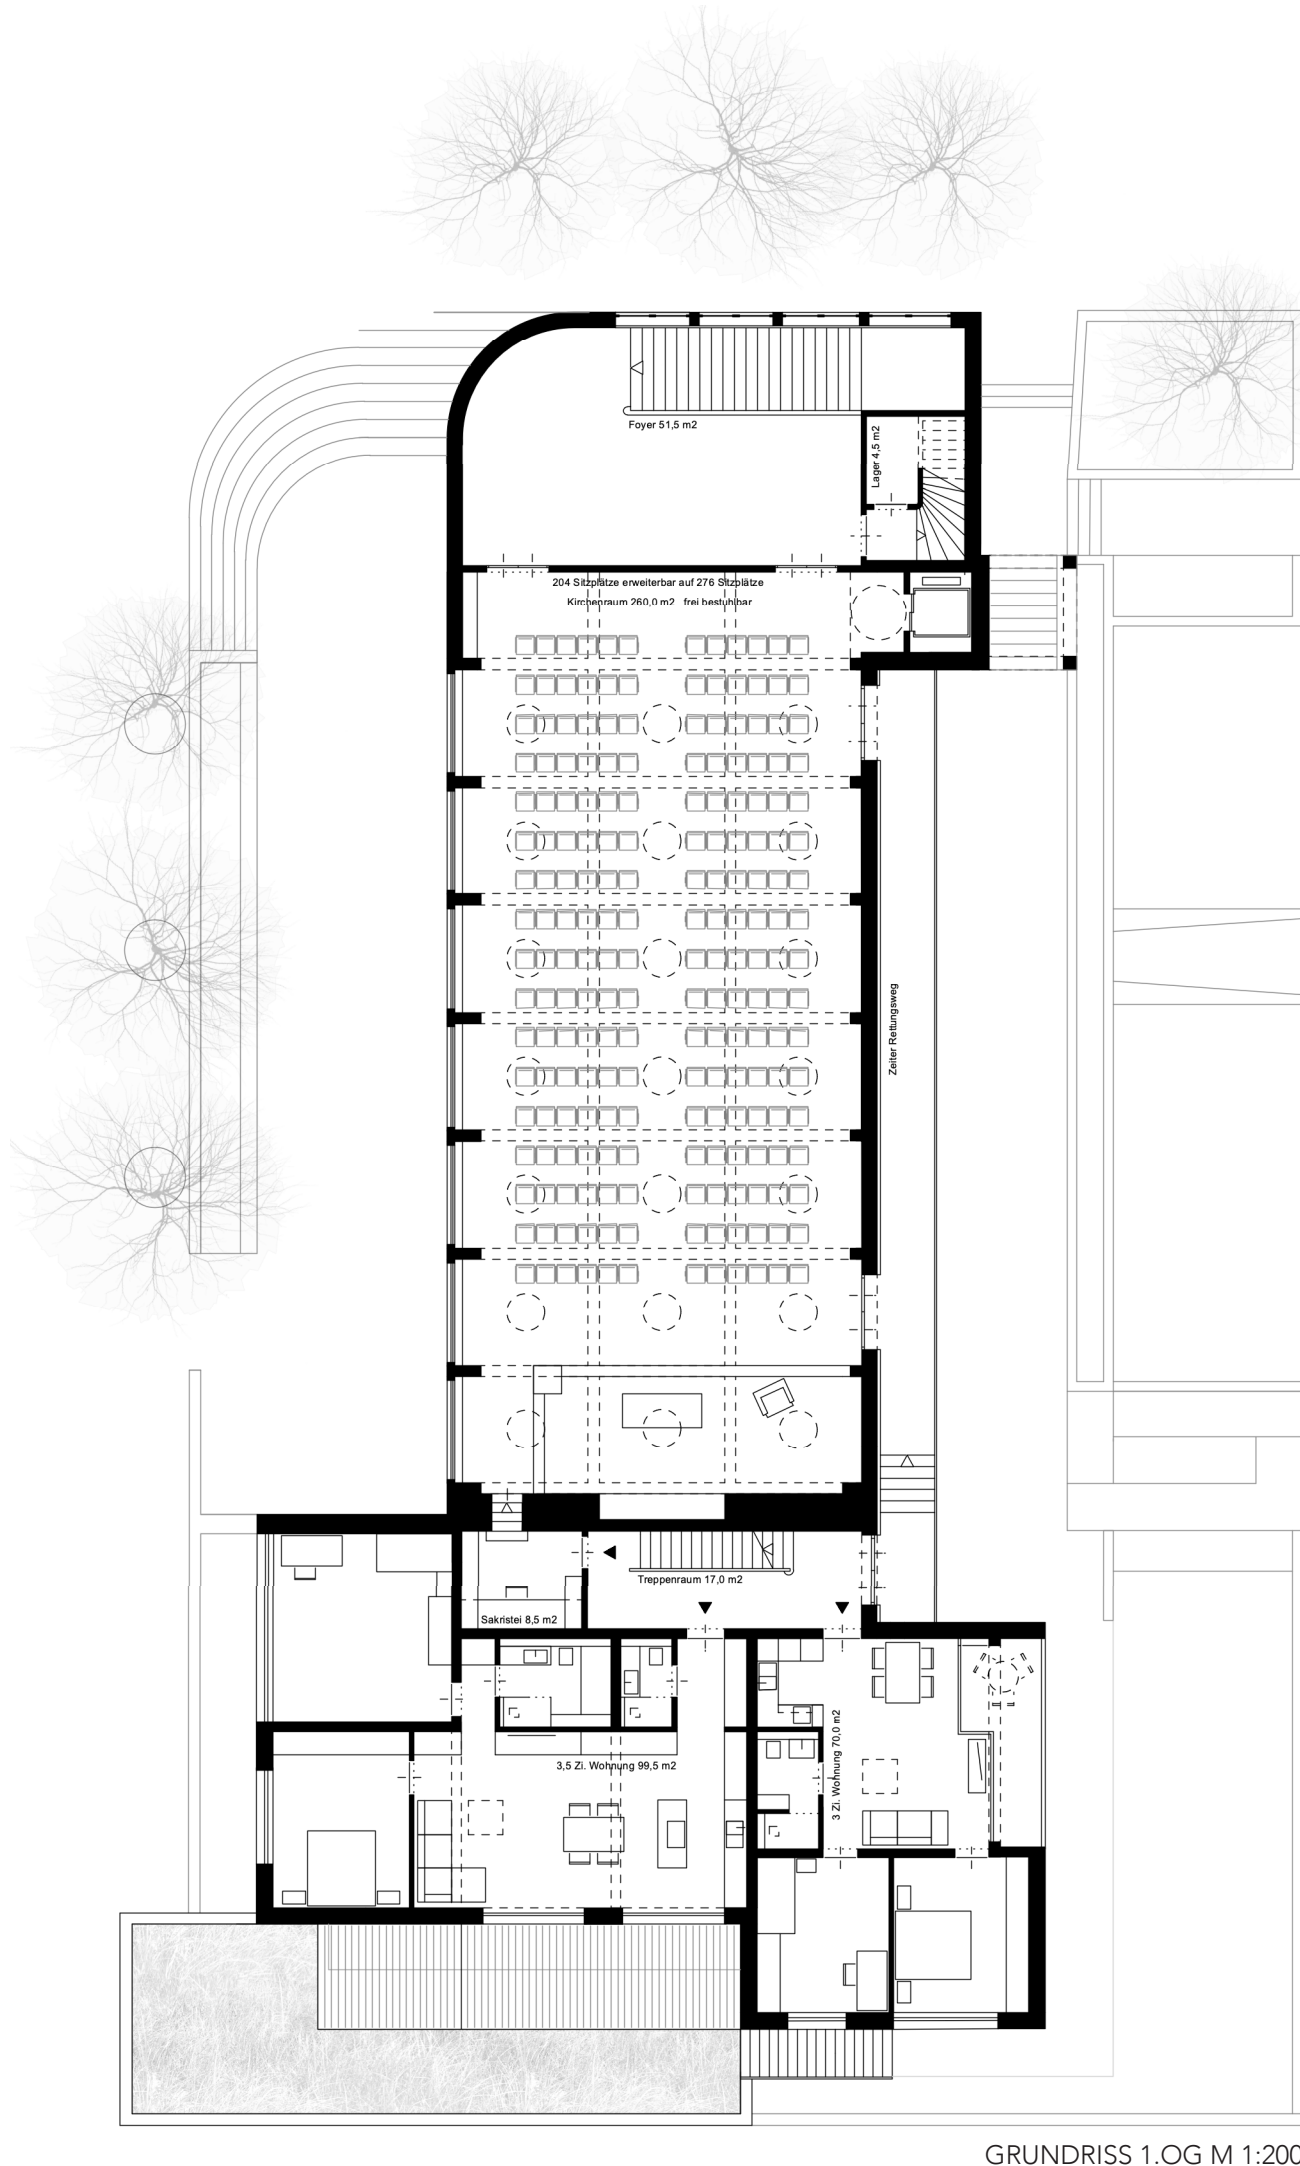 Foyer 51,5 m2
Lager 4,5 m2
204 Sitzplätze erweiterbar auf 276 Sitzplätze
Kirchenraum 260,0 m2 frei bestuhlbar
Zeiter Rettungsweg
Treppenraum 17,0 m2
Sakristei 8,5 m2
3,5 Zi. Wohnung 99,5 m2
3 Zi. Wohnung 70,0 m2
GRUNDRISS 1.OG M 1:200